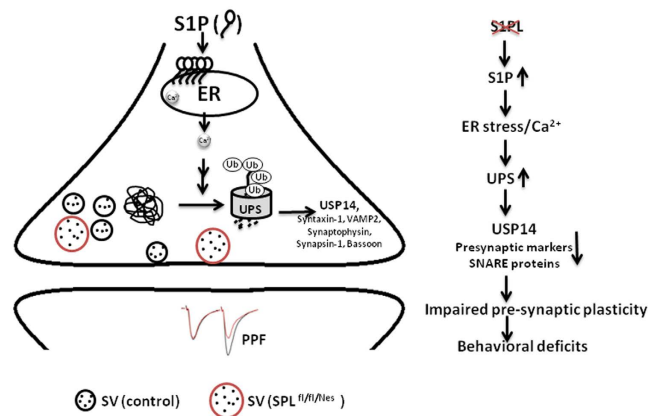 S1P (
)
ER
Ca²
Ca²
Ub
Ub
Ub
Ub
UPS
USP14,
Syntaxin-1, VAMP2,
Synaptophysin,
Synapsin-1, Bassoon
PPF
SV (control)
SV (SPL fl/fl/Nes )
S1PL
S1P
ER stress/Ca²⁺
UPS
USP14
Presynaptic markers
SNARE proteins
Impaired pre-synaptic plasticity
Behavioral deficits